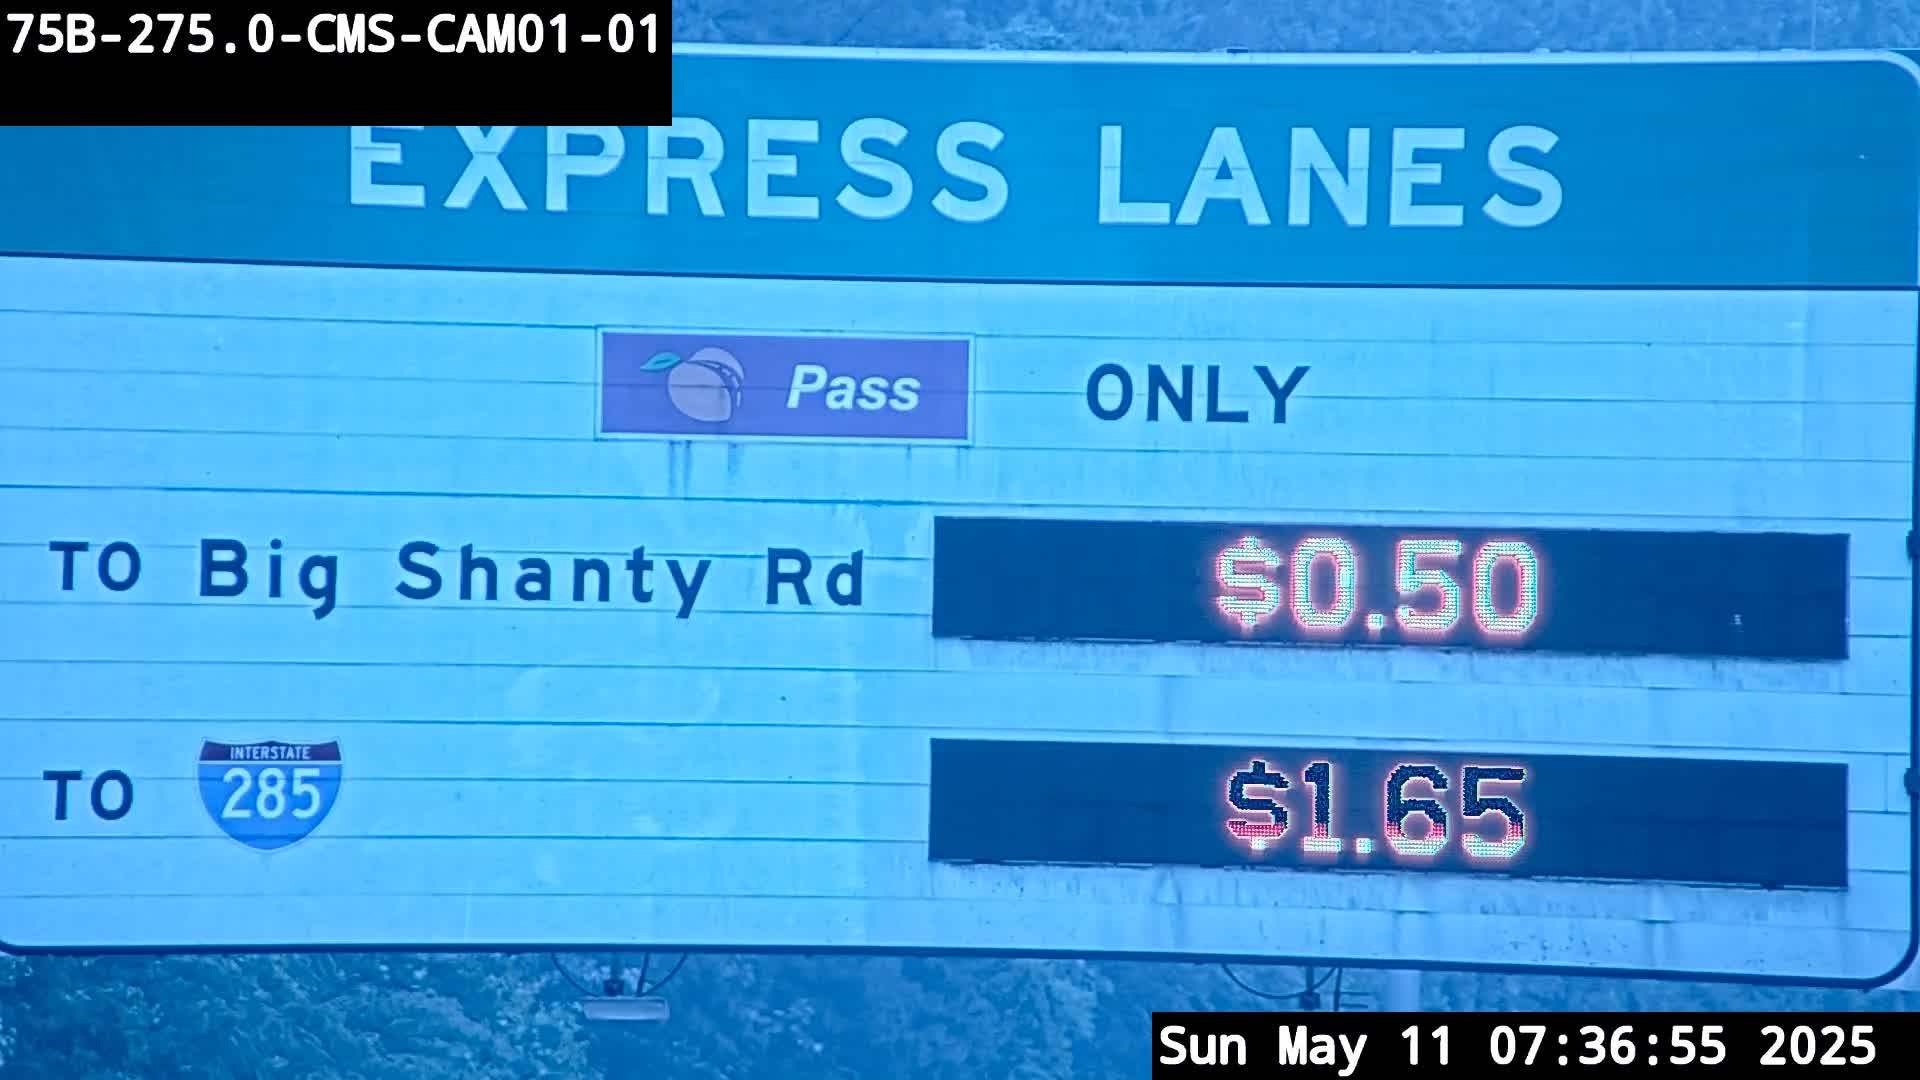 75B-275.0-CMS-CAM01-01
EXPRESS LANES
Pass ONLY
TO Big Shanty Rd $0.50
INTERSTATE
TO 285 $1.65
Sun May 11 07:36:55 2025